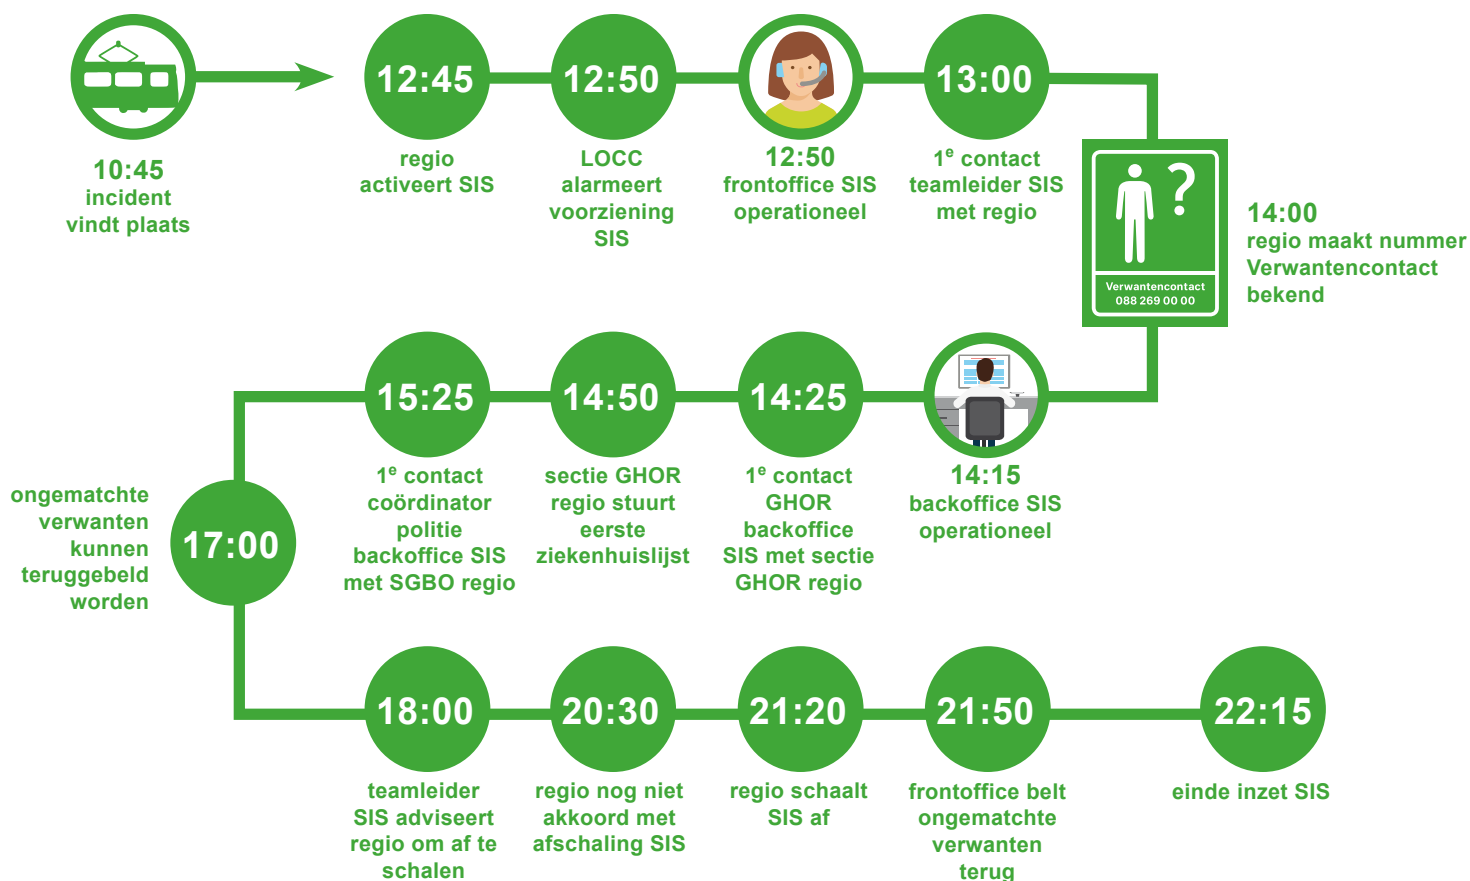 10:45
incident
vindt plaats
12:45
regio
activeert SIS
12:50
LOCC
alarmeert
voorziening
SIS
12:50
frontoffice SIS
operationeel
13:00
1e contact
teamleider SIS
met regio
?
Verwantencontact
088 269 00 00
14:00
regio maakt nummer
Verwantencontact
bekend
14:15
backoffice SIS
operationeel
14:25
1e contact
GHOR
backoffice
SIS met sectie
GHOR regio
14:50
sectie GHOR
regio stuurt
eerste
ziekenhuislijst
15:25
1e contact
coördinator
politie
backoffice SIS
met SGBO regio
17:00
ongematchte
verwanten
kunnen
teruggebeld
worden
18:00
teamleider
SIS adviseert
regio om af te
schalen
20:30
regio nog niet
akkoord met
afschaling SIS
21:20
regio schaalt
SIS af
21:50
frontoffice belt
ongematchte
verwanten
terug
22:15
einde inzet SIS